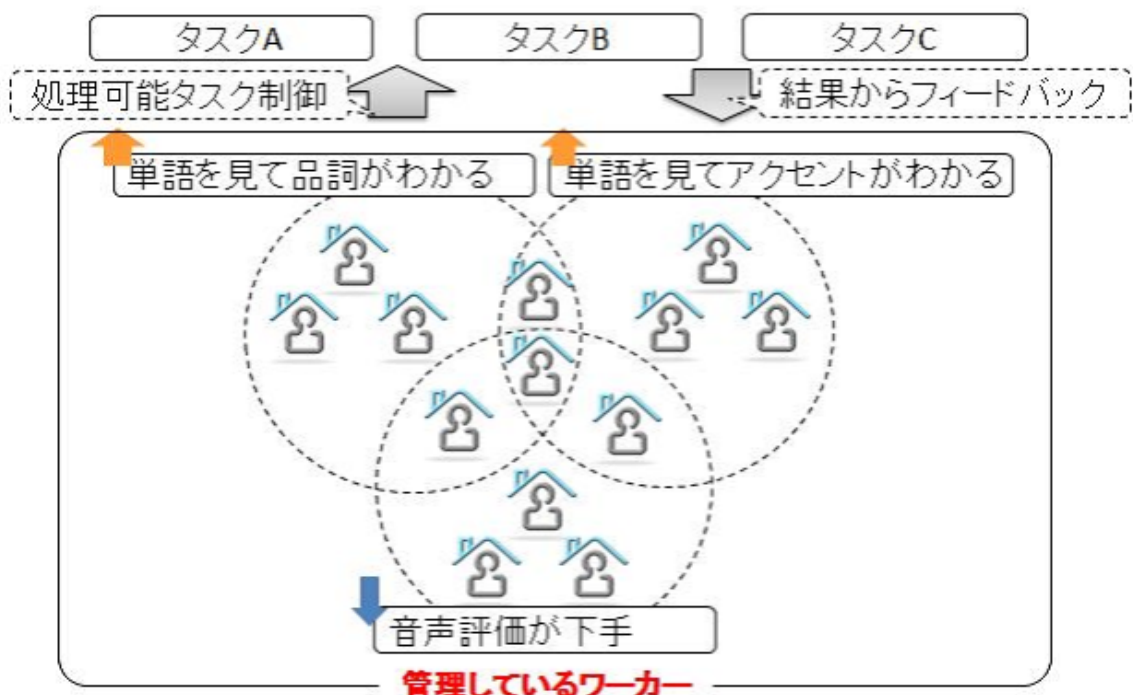 タスクA
タスクB
タスクC
処理可能タスク制御
結果からフィードバック
単語を見て品詞がわかる
単語を見てアクセントがわかる
音声評価が下手
管理しているワーカー